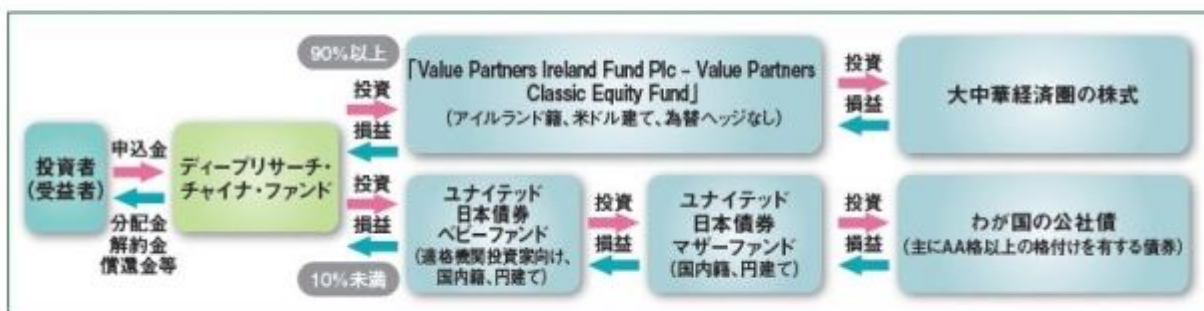 90%以上
投資
損益
「Value Partners Ireland Fund Plc – Value Partners
Classic Equity Fund」
(アイルランド籍、米ドル建て、為替ヘッジなし)
投資
損益
大中華経済圏の株式
投資者
(受益者)
申込金
分配金
解約金
償還金等
ディープリサーチ・
チャイナ・ファンド
投資
損益
10%未満
ユナイテッド
日本債券
ベビーファンド
(適格機関投資家向け、
国内籍、円建て)
投資
損益
ユナイテッド
日本債券
マザーファンド
(国内籍、円建て)
投資
損益
わが国の公社債
(主にAA格以上の格付けを有する債券)